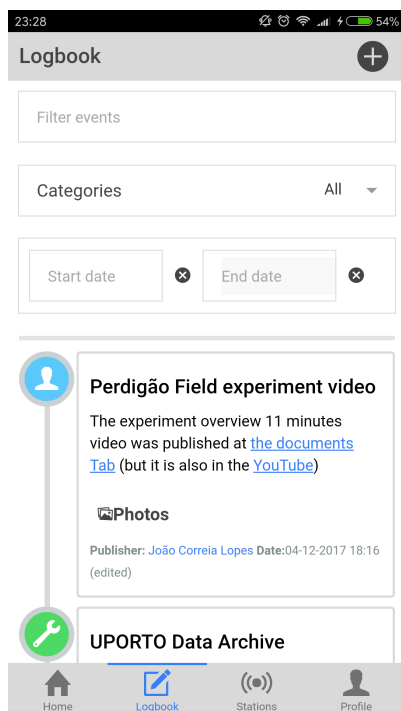 23:28 54%
Logbook
Filter events
Categories All
Start date End date
Perdigão Field experiment video
The experiment overview 11 minutes
video was published at the documents
Tab (but it is also in the YouTube)
Photos
Publisher: João Correia Lopes Date:04-12-2017 18:16
(edited)
UPORTO Data Archive
Home Logbook Stations Profile